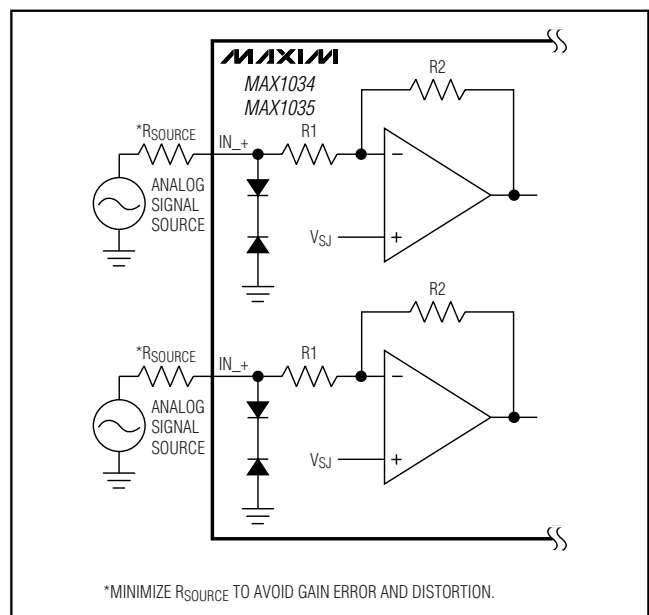 MAXIM
MAX1034
MAX1035
R2
*RSOURCE
IN_+
R1
ANALOG
SIGNAL
SOURCE
−
VSJ
+
R2
*RSOURCE
IN_+
R1
ANALOG
SIGNAL
SOURCE
−
VSJ
+
*MINIMIZE RSOURCE TO AVOID GAIN ERROR AND DISTORTION.